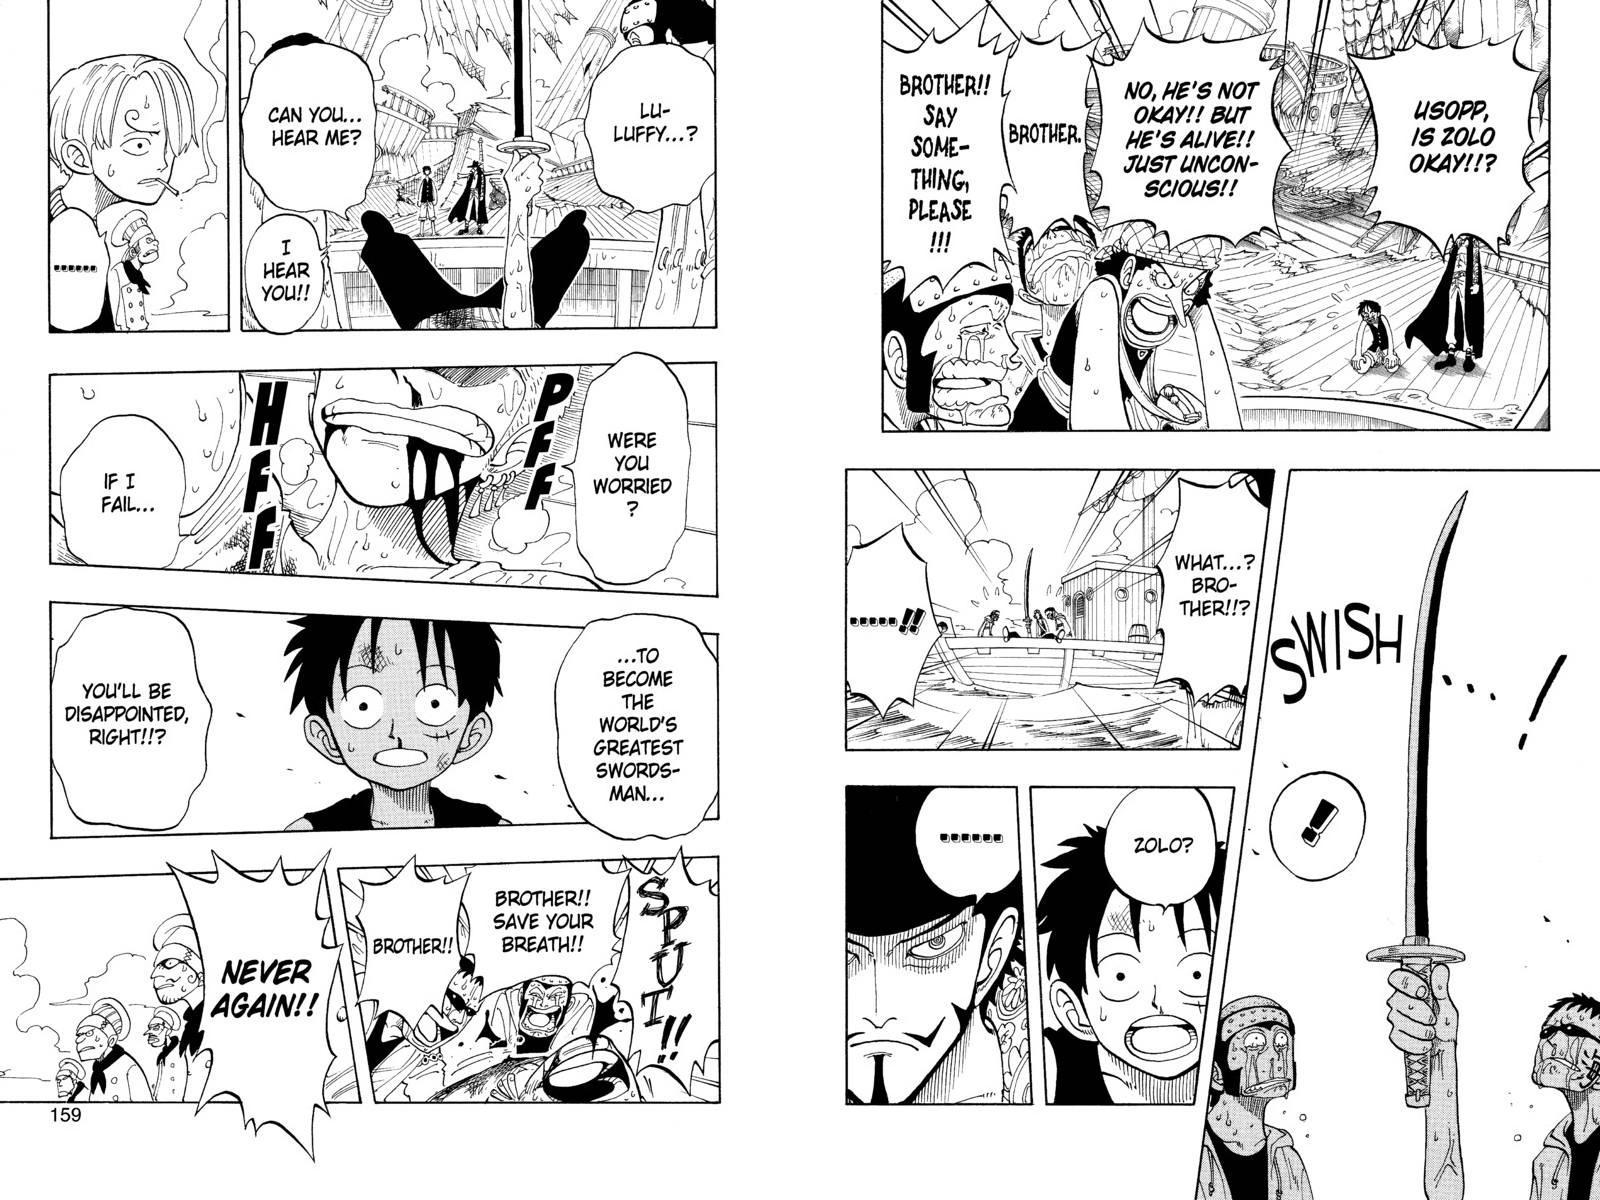 USOPP,
IS ZOLO
OKAY!!?
NO, HE'S NOT
OKAY!! BUT
HE'S ALIVE!!
JUST UNCON-
SCIOUS!!
BROTHER.
BROTHER!!
SAY
SOME-
THING,
PLEASE
!!!
SWISH
....!
!
WHAT...?
BRO-
THER!!?
......!!
ZOLO?
......
LU-
LUFFY...?
CAN YOU...
HEAR ME?
I
HEAR
YOU!!
......
WERE
YOU
WORRIED
?
PFF
HFF
IF I
FAIL...
...TO
BECOME
THE
WORLD'S
GREATEST
SWORDS-
MAN...
YOU'LL BE
DISAPPOINTED,
RIGHT!!?
SPUT!!
BROTHER!!
SAVE YOUR
BREATH!!
BROTHER!!
NEVER
AGAIN!!
159